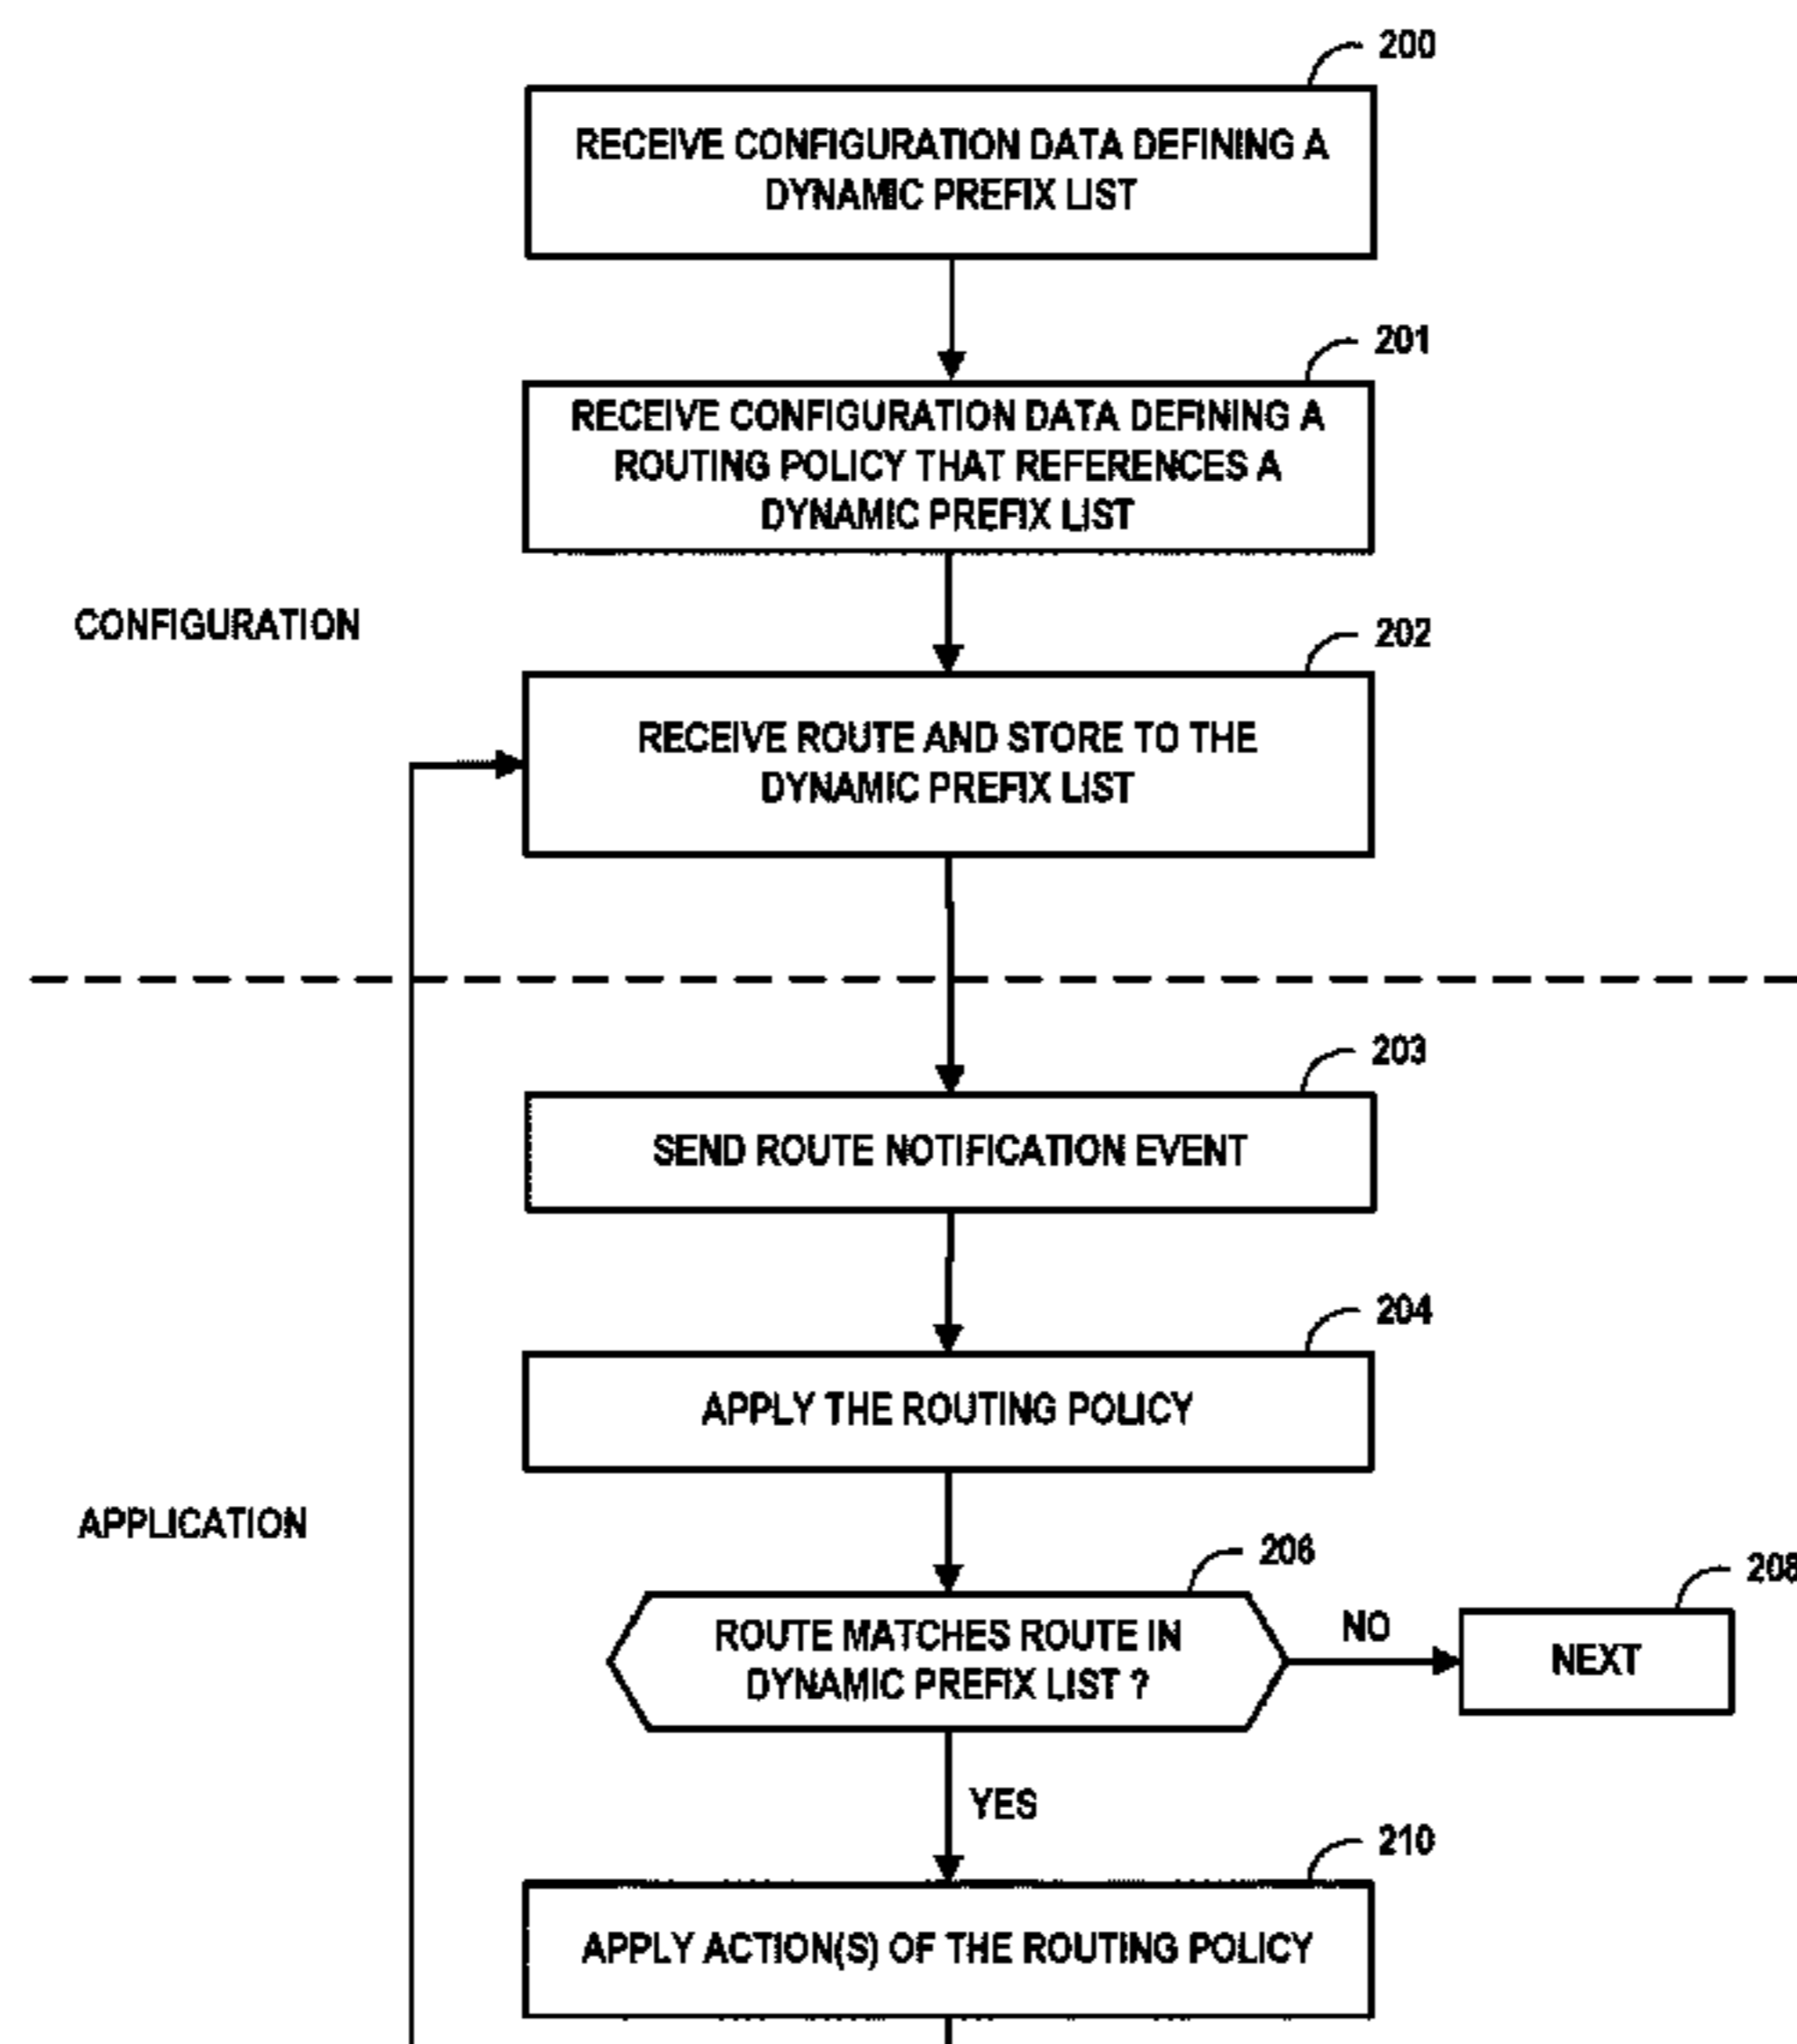 200
RECEIVE CONFIGURATION DATA DEFINING A
DYNAMIC PREFIX LIST
201
RECEIVE CONFIGURATION DATA DEFINING A
ROUTING POLICY THAT REFERENCES A
DYNAMIC PREFIX LIST
CONFIGURATION
202
RECEIVE ROUTE AND STORE TO THE
DYNAMIC PREFIX LIST
203
SEND ROUTE NOTIFICATION EVENT
204
APPLY THE ROUTING POLICY
APPLICATION
206
208
ROUTE MATCHES ROUTE IN
DYNAMIC PREFIX LIST ?
NO
NEXT
YES
210
APPLY ACTION(S) OF THE ROUTING POLICY